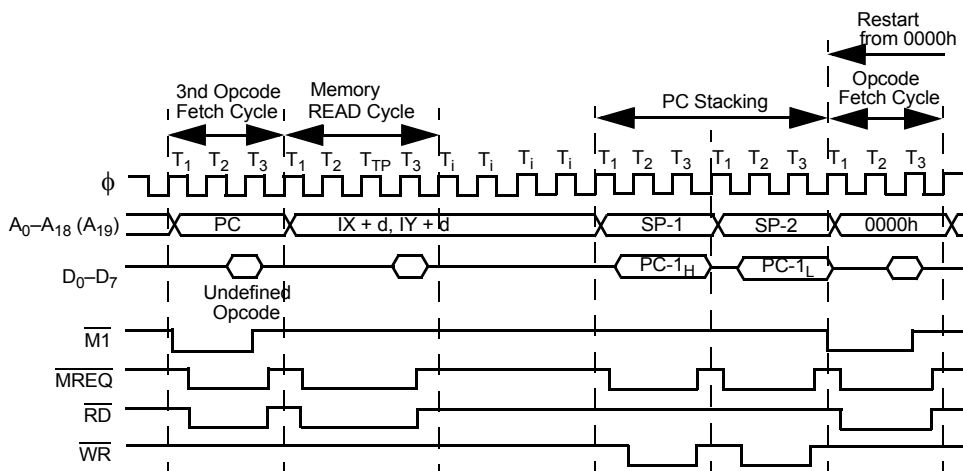 Restart
from 0000h
3nd Opcode
Fetch Cycle
Memory
READ Cycle
PC Stacking
Opcode
Fetch Cycle
T1 T2 T3 T1 T2 TTP T3 Ti Ti Ti Ti T1 T2 T3 T1 T2 T3 T1 T2 T3
ϕ
A0–A18 (A19) PC IX + d, IY + d SP-1 SP-2 0000h
D0–D7 PC-1H PC-1L
Undefined
Opcode
M1
MREQ
RD
WR